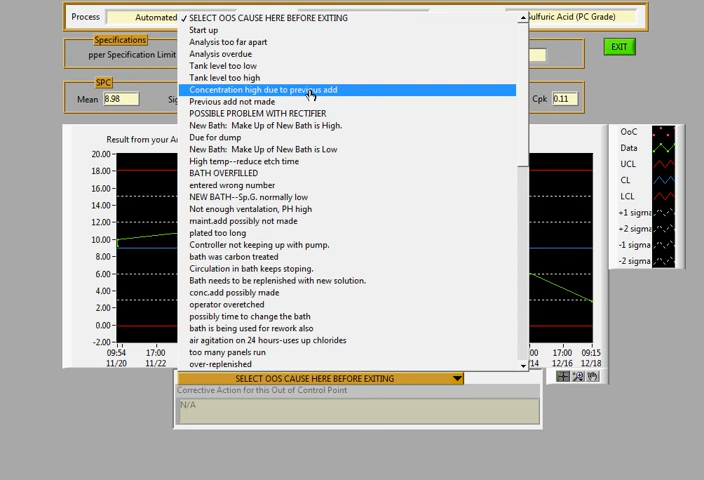 Process
Automated
ulfuric Acid (PC Grade)
Specifications
pper Specification Limit
EXIT
SPC
Mean 8.98
Sig
Cpk 0.11
✓ SELECT OOS CAUSE HERE BEFORE EXITING
Start up
Analysis too far apart
Analysis overdue
Tank level too low
Tank level too high
Concentration high due to previous add
Previous add not made
POSSIBLE PROBLEM WITH RECTIFIER
New Bath: Make Up of New Bath is High.
Due for dump
New Bath: Make Up of New Bath is Low
High temp--reduce etch time
BATH OVERFILLED
entered wrong number
NEW BATH--Sp.G. normally low
Not enough ventalation, PH high
maint.add possibly not made
plated too long
Controller not keeping up with pump.
bath was carbon treated
Circulation in bath keeps stoping.
Bath needs to be replenished with new solution.
conc.add possibly made
operator overetched
possibly time to change the bath
bath is being used for rework also
air agitation on 24 hours-uses up chlorides
too many panels run
over-replenished
Result from your An
20.00
18.00
16.00
14.00
12.00
10.00
8.00
6.00
4.00
2.00
0.00
-2.00
09:54
11/20
17:00
11/22
:00
/14
17:00
12/16
09:15
12/18
OoC
Data
UCL
CL
LCL
+1 sigma
+2 sigma
-1 sigma
-2 sigma
SELECT OOS CAUSE HERE BEFORE EXITING
Corrective Action for this Out of Control Point
N/A